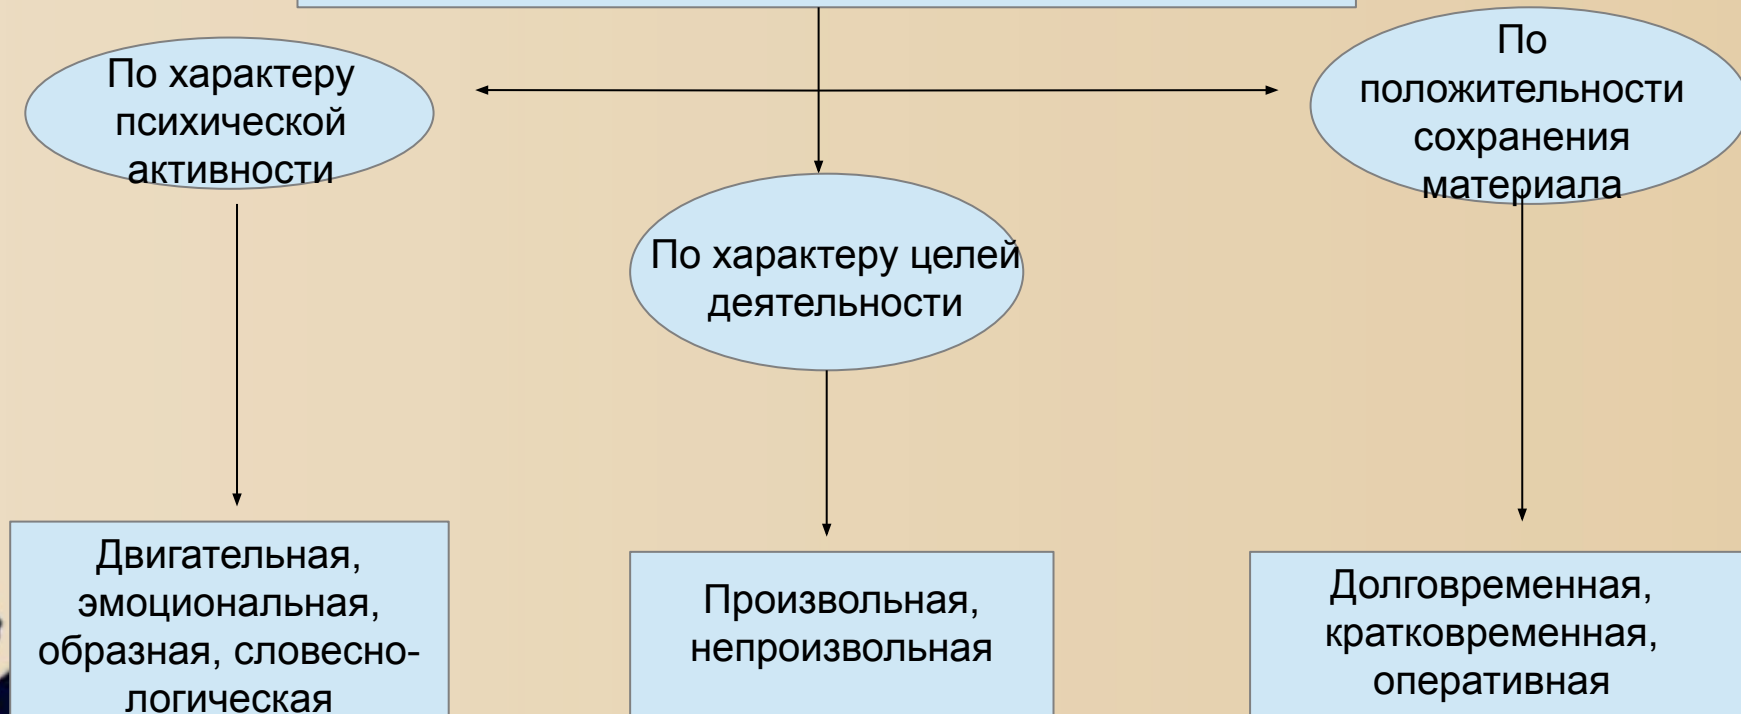 По характеру
психической
активности
По
положительности
сохранения
материала
По характеру целей
деятельности
Двигательная,
эмоциональная,
образная, словесно-
логическая
Произвольная,
непроизвольная
Долговременная,
кратковременная,
оперативная